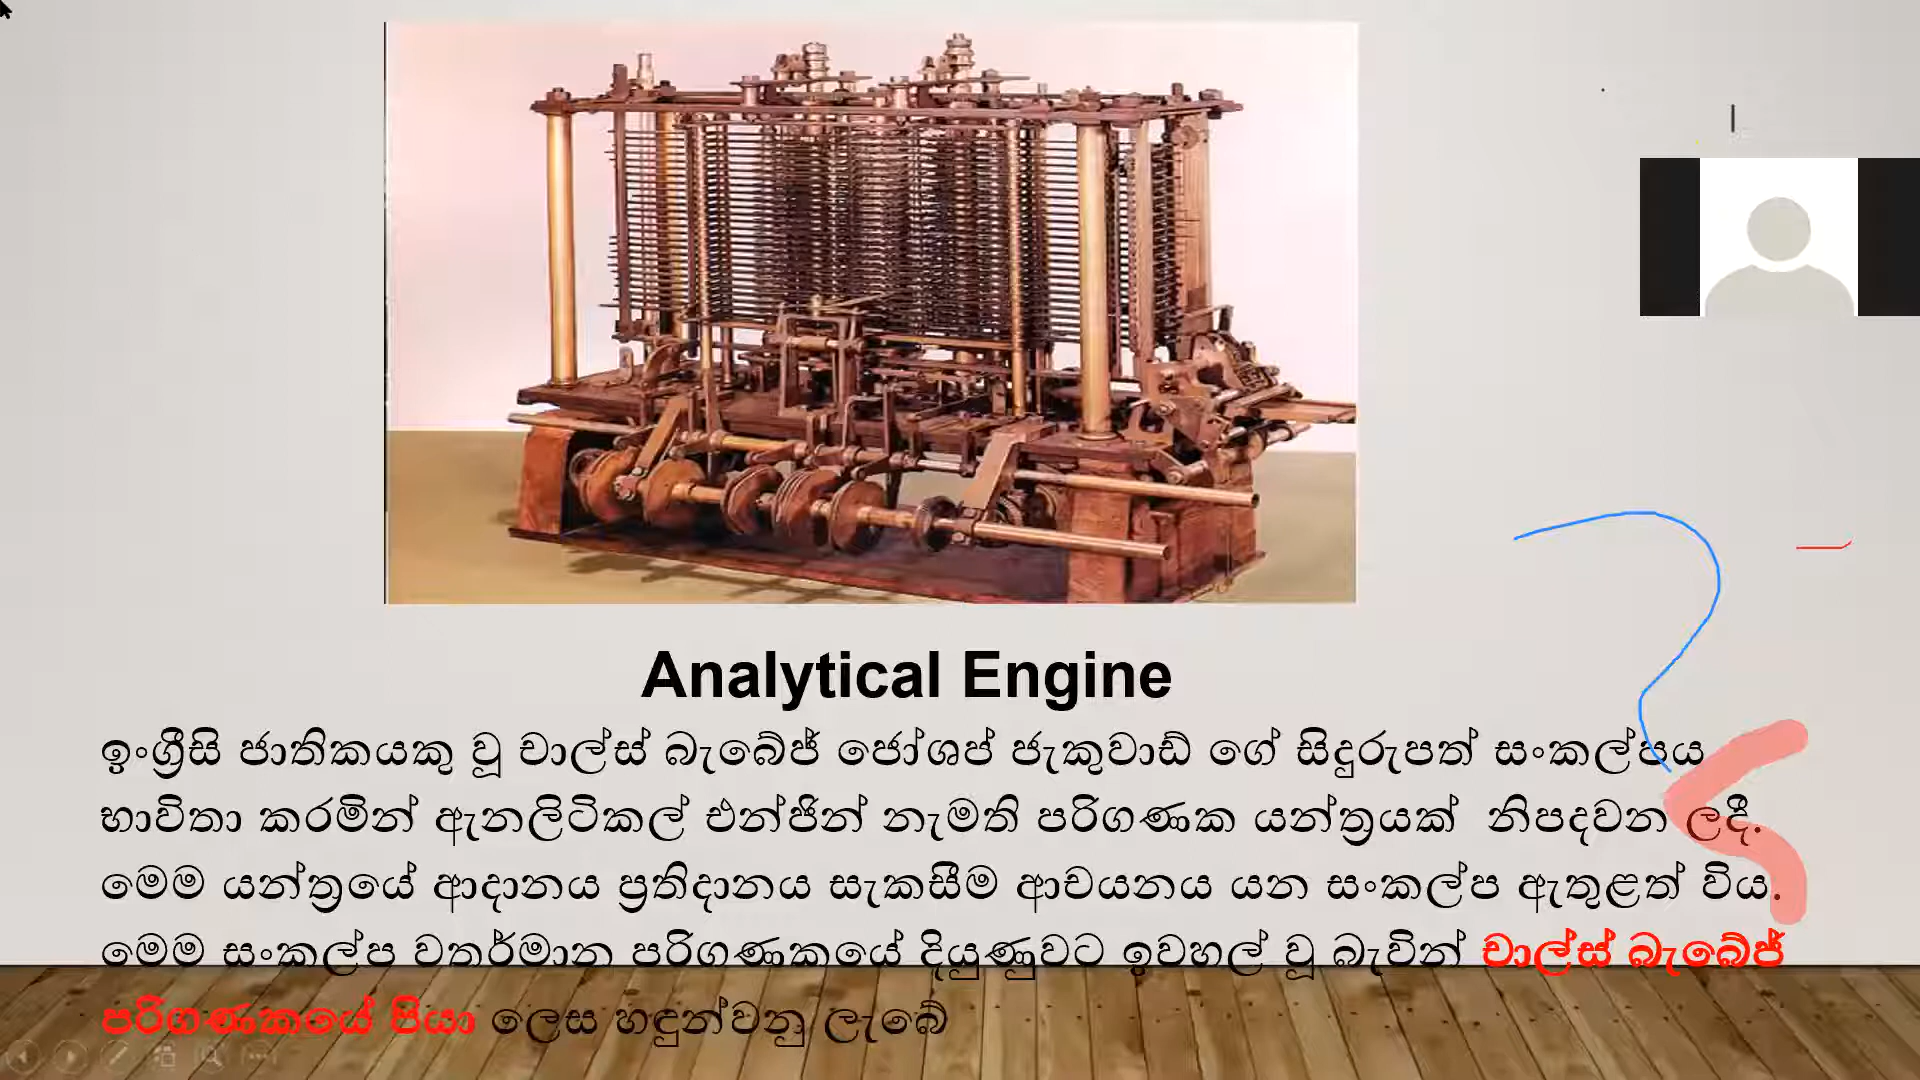 Analytical Engine
ඉංග්‍රීසි ජාතිකයකු වූ චාල්ස් බැබේජ් ජෝශප් ජැකුවාඩ් ගේ සිදුරුපත් සංකල්පය
භාවිතා කරමින් ඇනලිටිකල් එන්ජින් නැමති පරිගණක යන්ත්‍රයක් නිපදවන ලදී.
මෙම යන්ත්‍රයේ ආදානය ප්‍රතිදානය සැකසීම ආචයනය යන සංකල්ප ඇතුළත් විය.
මෙම සංකල්ප වතර්මාන පරිගණකයේ දියුණුවට ඉවහල් වූ බැවින් චාල්ස් බැබේජ්
පරිගණකයේ පියා ලෙස හඳුන්වනු ලැබේ